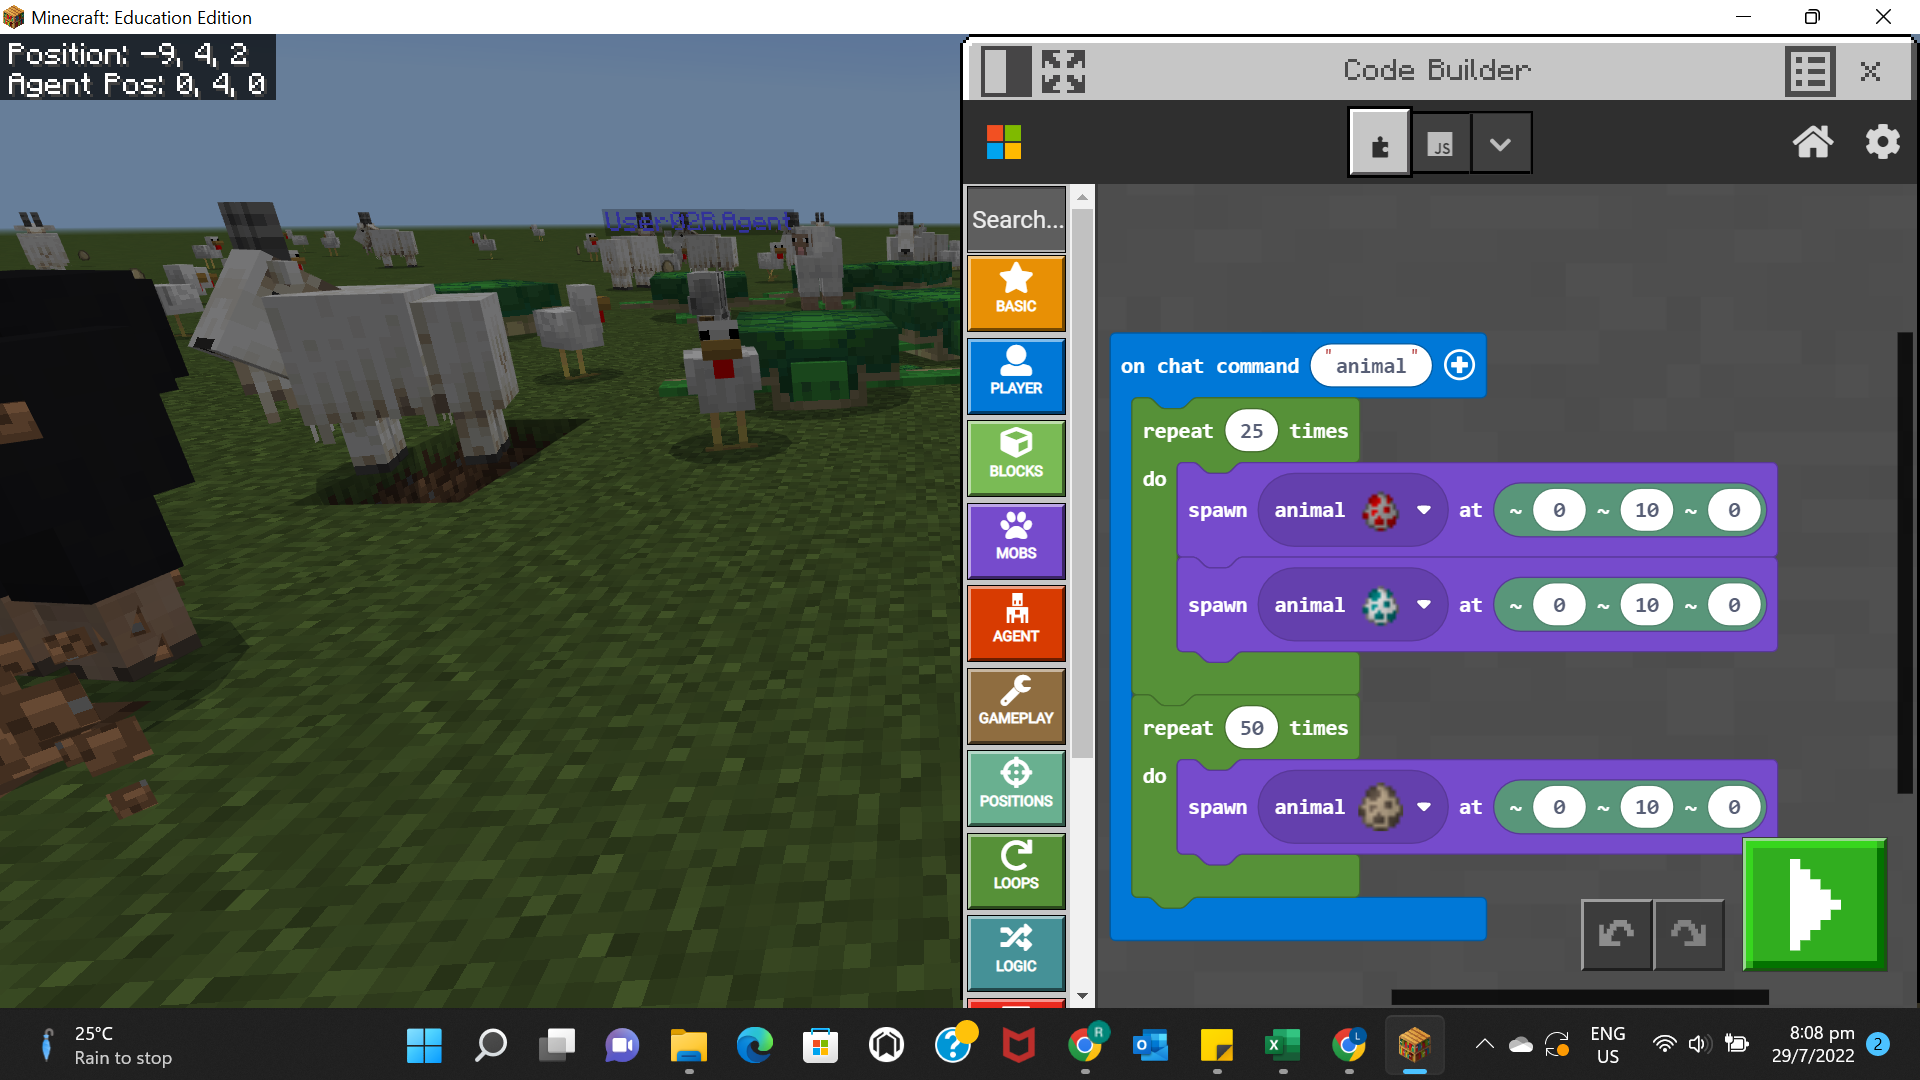 Minecraft: Education Edition
Position: -9, 4, 2
Agent Pos: 0, 4, 0
Code Builder
JS
Search...
BASIC
PLAYER
BLOCKS
MOBS
AGENT
GAMEPLAY
POSITIONS
LOOPS
LOGIC
on chat command "animal"
repeat 25 times
do
spawn animal at ~ 0 ~ 10 ~ 0
spawn animal at ~ 0 ~ 10 ~ 0
repeat 50 times
do
spawn animal at ~ 0 ~ 10 ~ 0
25°C
Rain to stop
R
L
ENG
US
8:08 pm
29/7/2022
2